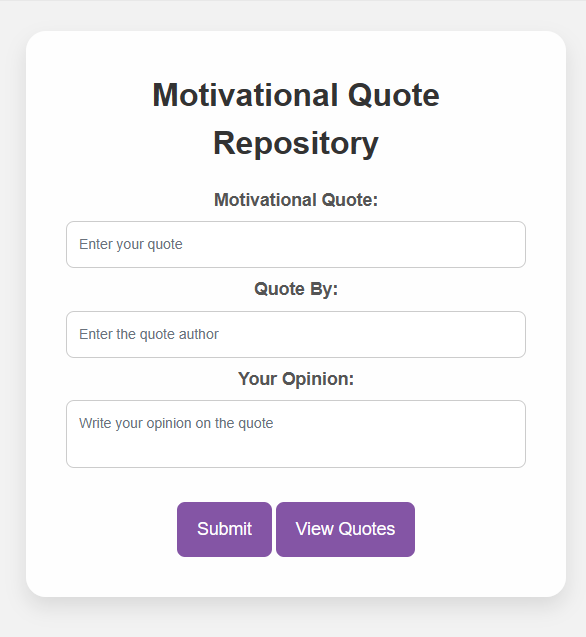 Motivational Quote
Repository
Motivational Quote:
Enter your quote
Quote By:
Enter the quote author
Your Opinion:
Write your opinion on the quote
Submit View Quotes